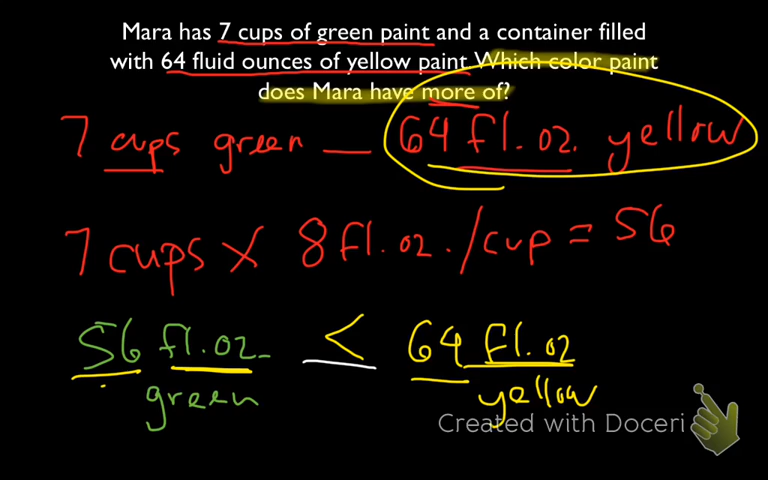 Mara has 7 cups of green paint and a container filled
with 64 fluid ounces of yellow paint. Which color paint
does Mara have more of?
7 cups green __ 64 fl.oz. yellow
7 cups x 8 fl.oz./cup = 56
56 fl.oz. < 64 fl.oz
green yellow
Created with Doceri